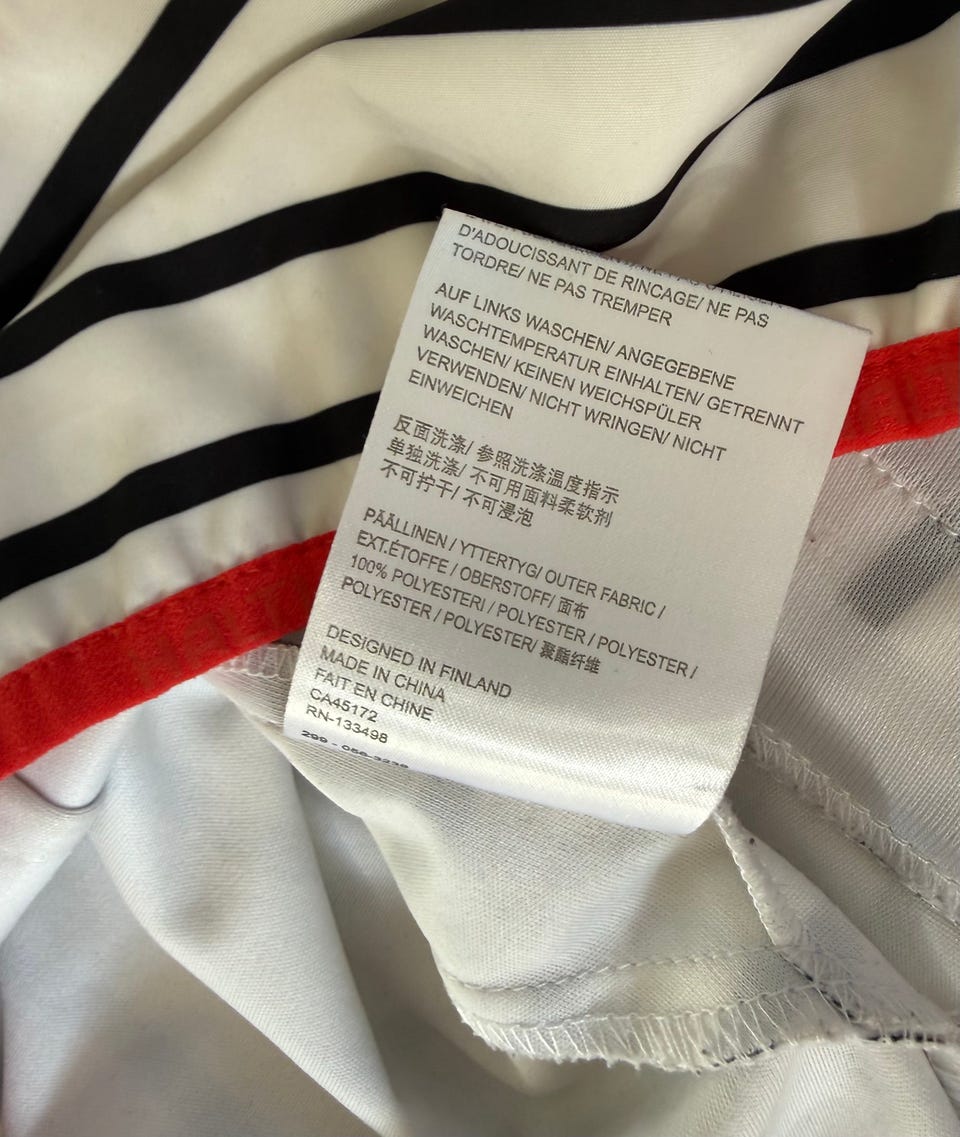 D'ADOUCISSANT DE RINCAGE/ NE PAS
TORDRE/ NE PAS TREMPER
AUF LINKS WASCHEN/ ANGEGEBENE
WASCHTEMPERATUR EINHALTEN/ GETRENNT
WASCHEN/ KEINEN WEICHSPÜLER
VERWENDEN/ NICHT WRINGEN/ NICHT
EINWEICHEN
反面洗涤/ 参照洗涤温度指示
单独洗涤/ 不可用面料柔软剂
不可拧干/ 不可浸泡
PÄÄLLINEN / YTTERTYG/ OUTER FABRIC /
EXT.ÉTOFFE / OBERSTOFF/ 面布
100% POLYESTERI / POLYESTER / POLYESTER /
POLYESTER / POLYESTER/ 聚酯纤维
DESIGNED IN FINLAND
MADE IN CHINA
FAIT EN CHINE
CA45172
RN-133498